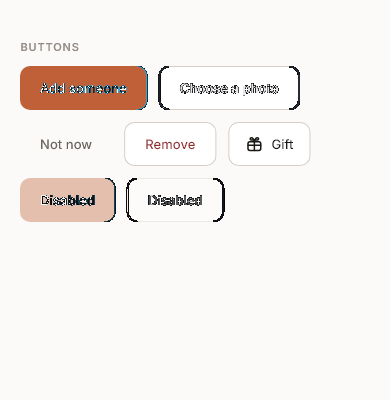 BUTTONS
Add someone
Choose a photo
Not now
Remove
Gift
Disabled
Disabled